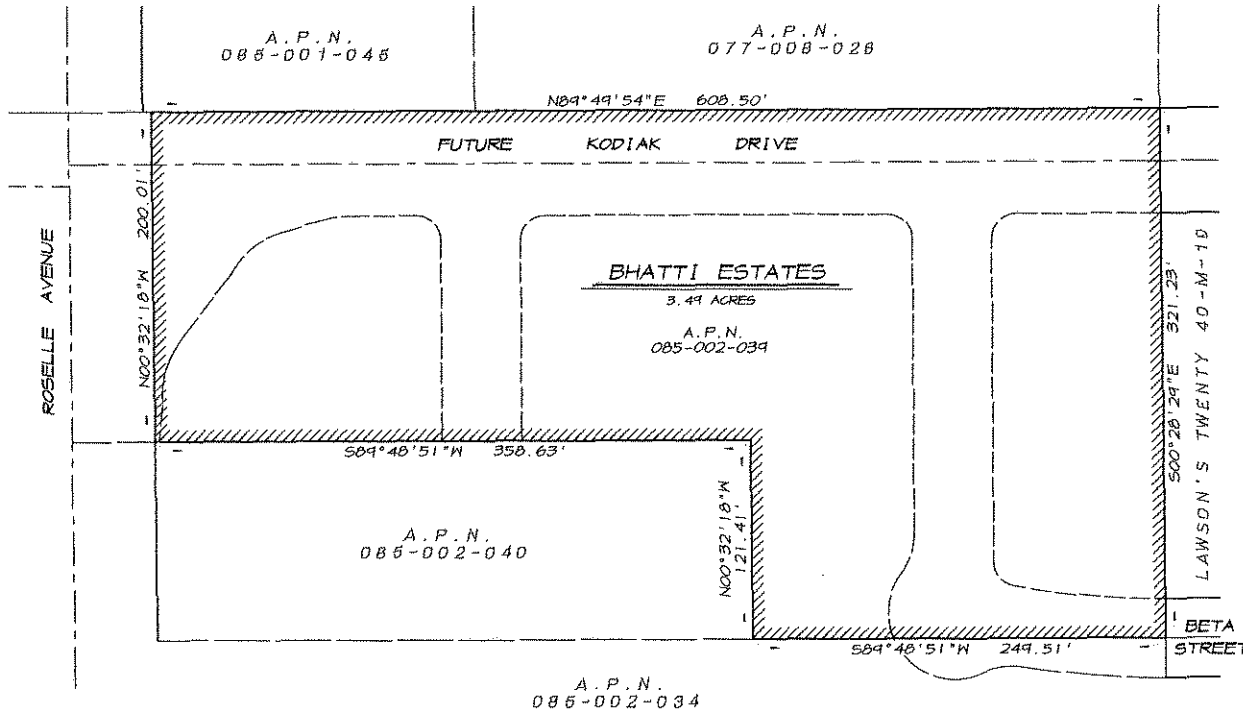 A.P.N.
085-001-045
A.P.N.
077-008-028
N89°49'54"E 608.50'
FUTURE KODIAK DRIVE
ROSELLE AVENUE
N00°32'18"W 200.01'
BHATTI ESTATES
3.49 ACRES
A.P.N.
085-002-039
S00°28'29"E 321.23'
LAWSON'S TWENTY 40-M-10
S89°48'51"W 358.63'
A.P.N.
085-002-040
N00°32'18"W
121.41'
S89°48'51"W 249.51'
BETA
STREET
A.P.N.
085-002-034